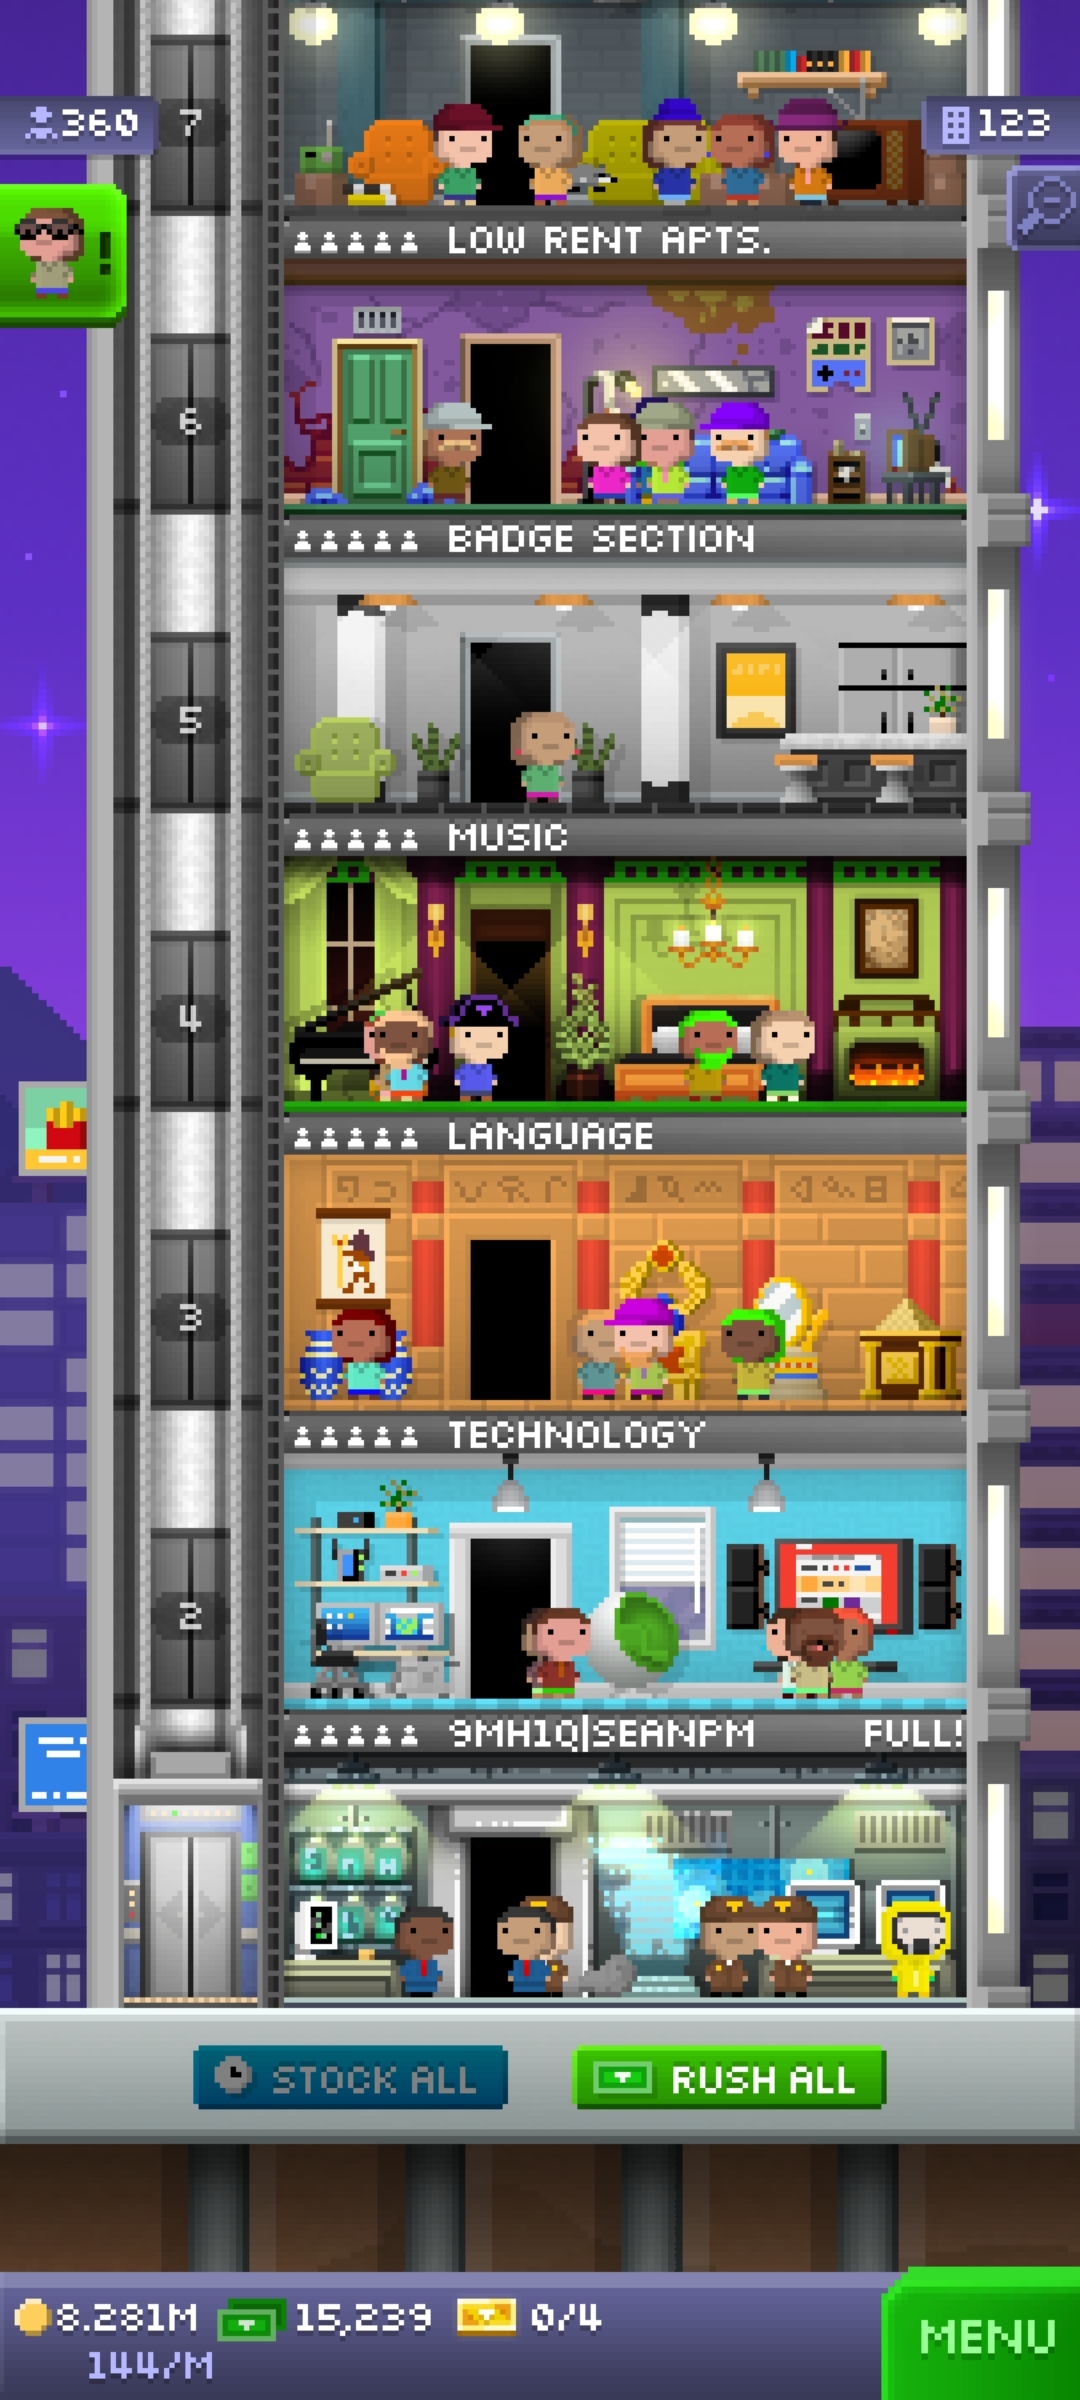 360
7
123
!
LOW RENT APTS.
6
BADGE SECTION
5
MUSIC
4
LANGUAGE
3
TECHNOLOGY
2
9MH1Q|SEANPM FULL!
STOCK ALL
RUSH ALL
8.281M 15,239 0/4
144/M
MENU